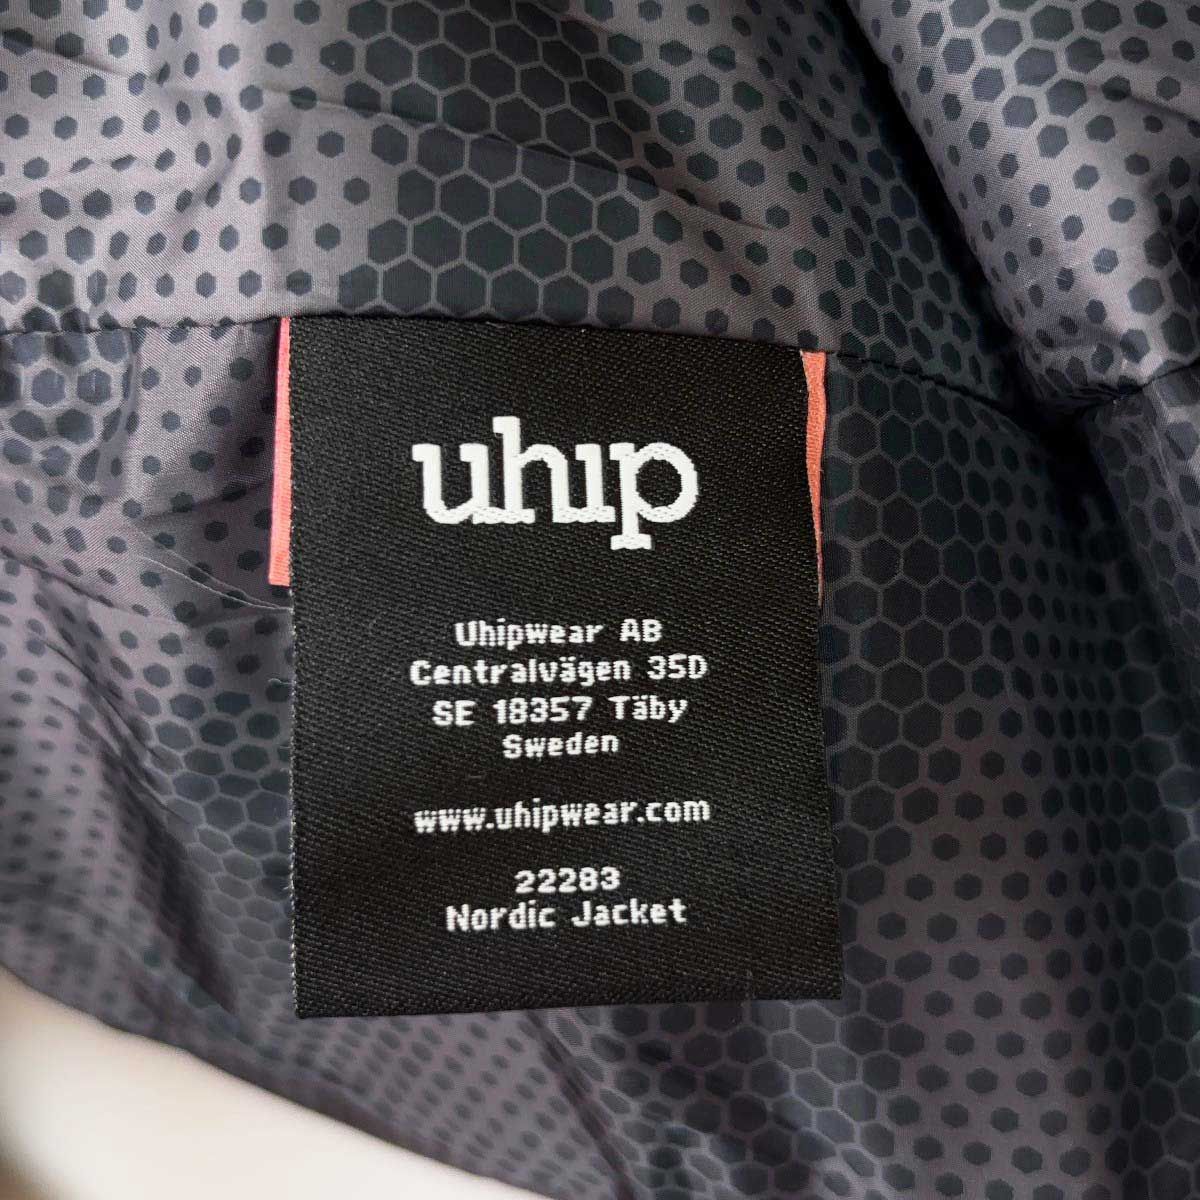 uhip
Uhipwear AB
Centralvägen 35D
SE 18357 Täby
Sweden
www.uhipwear.com
22283
Nordic Jacket